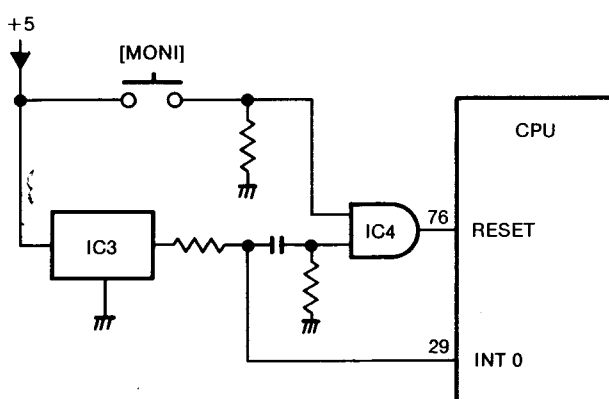 +5
[MONI]
CPU
IC3
IC4
76
RESET
29
INT 0